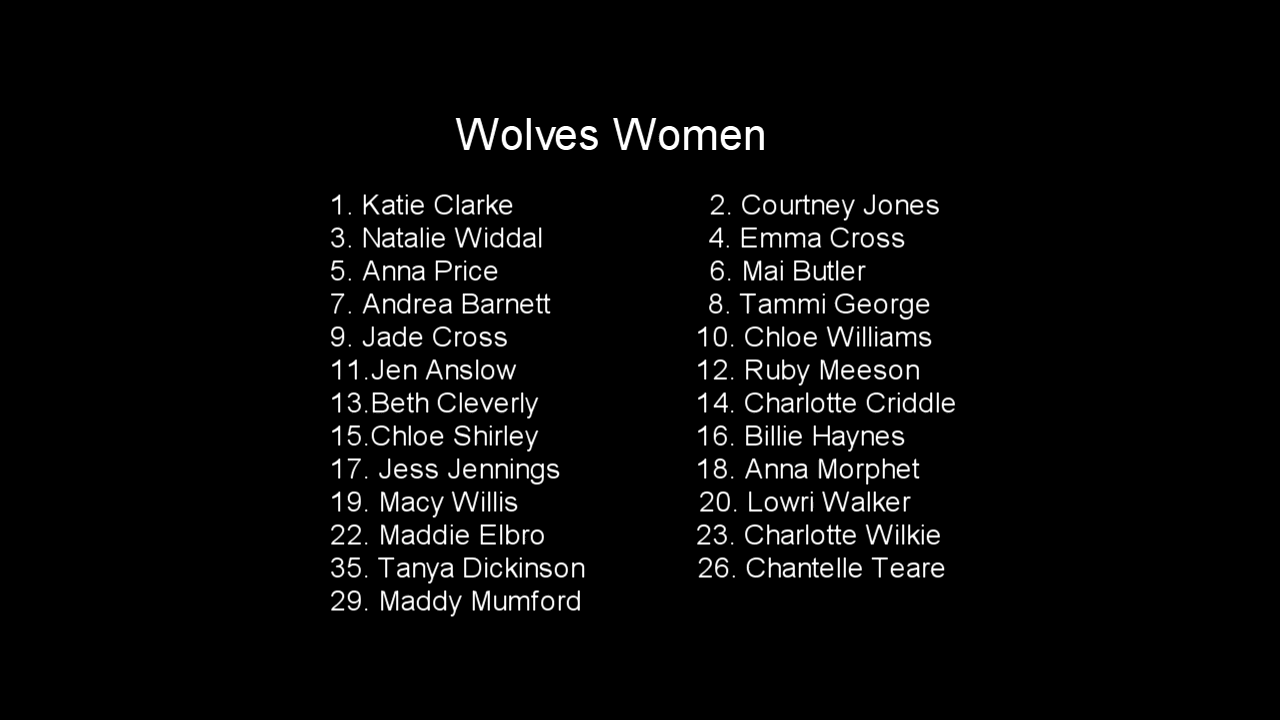 Wolves Women
1. Katie Clarke 2. Courtney Jones
3. Natalie Widdal 4. Emma Cross
5. Anna Price 6. Mai Butler
7. Andrea Barnett 8. Tammi George
9. Jade Cross 10. Chloe Williams
11.Jen Anslow 12. Ruby Meeson
13.Beth Cleverly 14. Charlotte Criddle
15.Chloe Shirley 16. Billie Haynes
17. Jess Jennings 18. Anna Morphet
19. Macy Willis 20. Lowri Walker
22. Maddie Elbro 23. Charlotte Wilkie
35. Tanya Dickinson 26. Chantelle Teare
29. Maddy Mumford